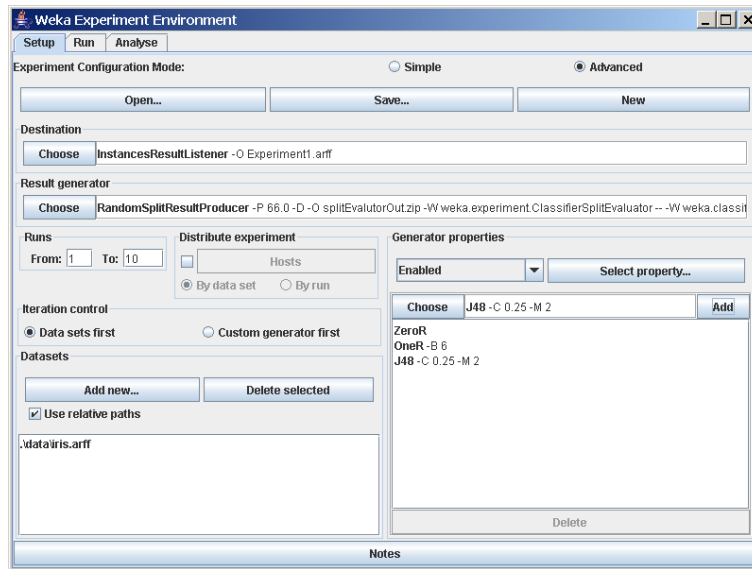 Weka Experiment Environment
Setup Run Analyse
Experiment Configuration Mode: Simple Advanced
Open... Save... New
Destination
Choose InstancesResultListener -O Experiment1.arff
Result generator
Choose RandomSplitResultProducer -P 66.0 -D -O splitEvalutorOut.zip -W weka.experiment.ClassifierSplitEvaluator -- -W weka.classif
Runs
From: 1 To: 10
Distribute experiment
Hosts
By data set By run
Generator properties
Enabled Select property...
Iteration control
Data sets first Custom generator first
Choose J48 -C 0.25 -M 2 Add
ZeroR
OneR -B 6
J48 -C 0.25 -M 2
Datasets
Add new... Delete selected
Use relative paths
.\data\iris.arff
Delete
Notes